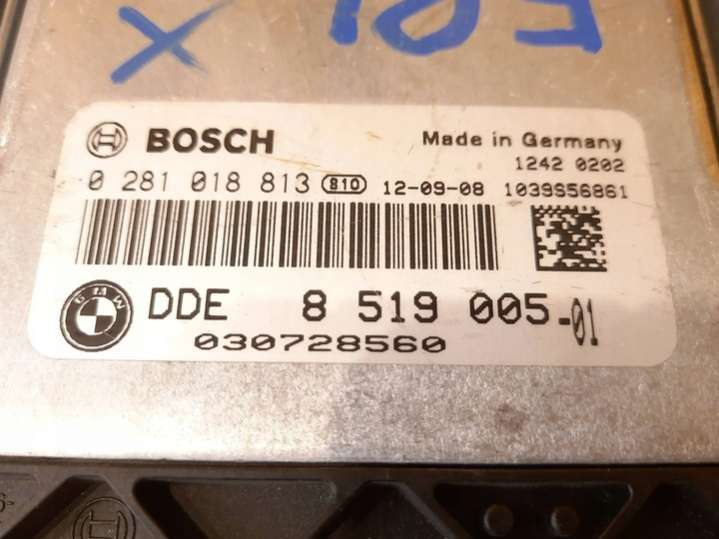 BOSCH Made in Germany
1242 0202
0 281 018 813 810 12-09-08 1039S56861
BMW DDE 8 519 005-01
030728560